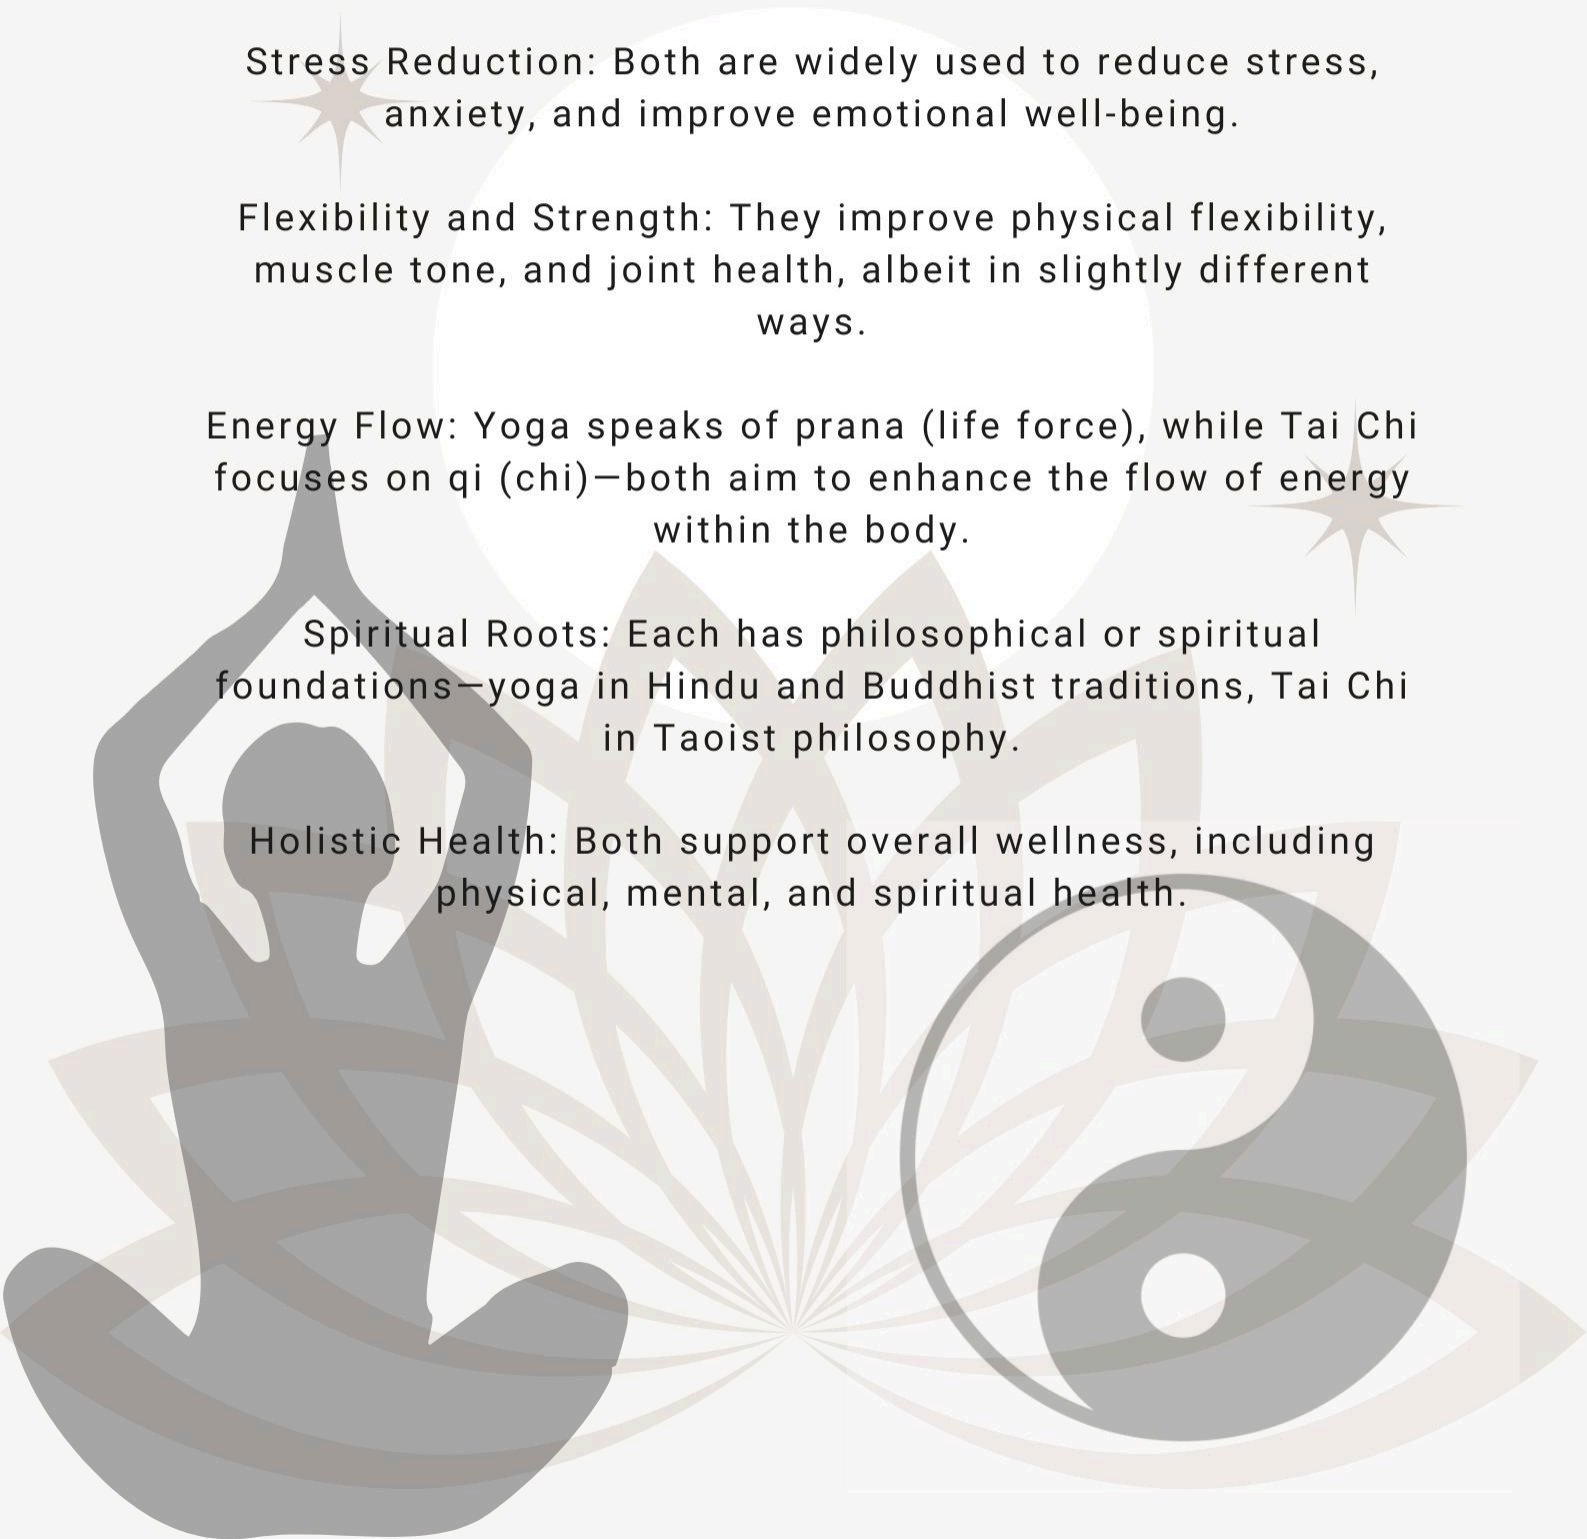 Stress Reduction: Both are widely used to reduce stress,
anxiety, and improve emotional well-being.
Flexibility and Strength: They improve physical flexibility,
muscle tone, and joint health, albeit in slightly different
ways.
Energy Flow: Yoga speaks of prana (life force), while Tai Chi
focuses on qi (chi)—both aim to enhance the flow of energy
within the body.
Spiritual Roots: Each has philosophical or spiritual
foundations—yoga in Hindu and Buddhist traditions, Tai Chi
in Taoist philosophy.
Holistic Health: Both support overall wellness, including
physical, mental, and spiritual health.